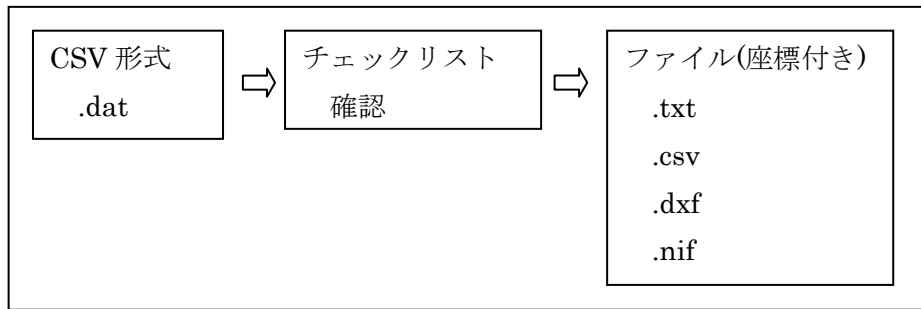 CSV 形式
.dat
チェックリスト
確認
ファイル(座標付き)
.txt
.csv
.dxf
.nif